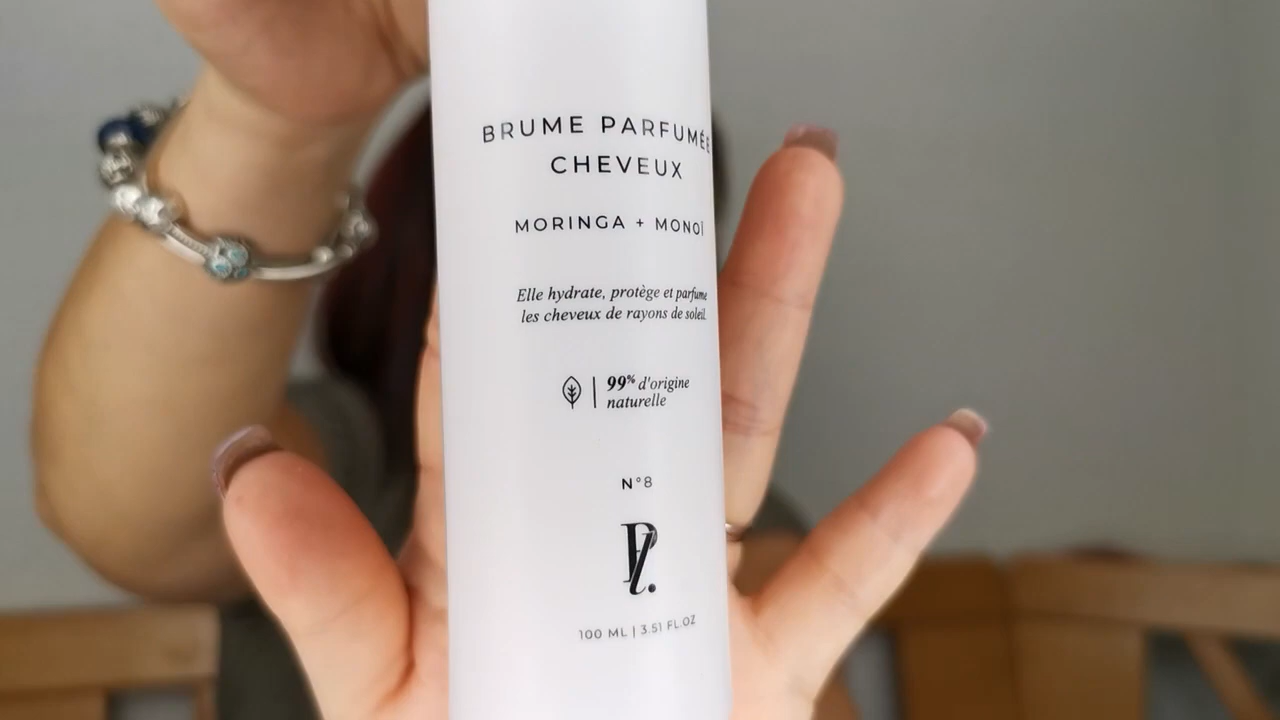 BRUME PARFUMÉE
CHEVEUX
MORINGA + MONOÏ
Elle hydrate, protège et parfume
les cheveux de rayons de soleil.
99% d'origine
naturelle
N°8
PL.
100 ML | 3.51 FL.OZ